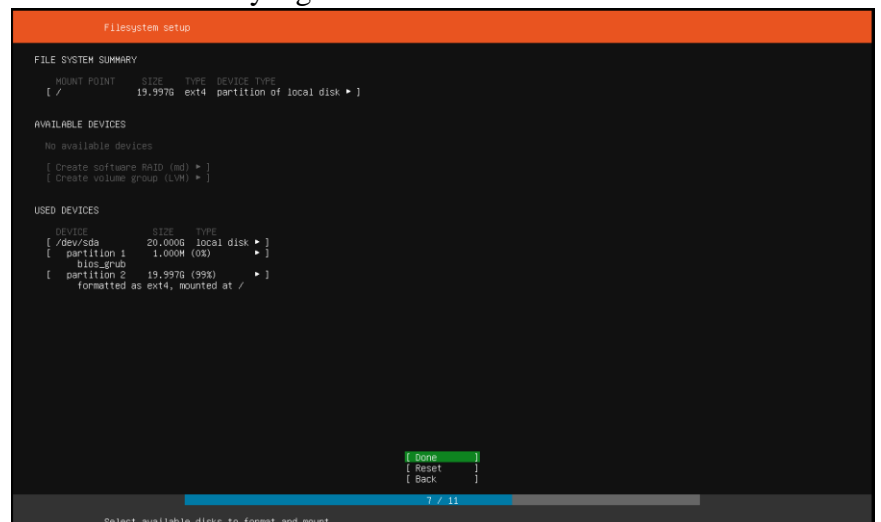 Filesystem setup
FILE SYSTEM SUMMARY
MOUNT POINT SIZE TYPE DEVICE TYPE
[ / 19.997G ext4 partition of local disk ▸ ]
AVAILABLE DEVICES
No available devices
[ Create software RAID (md) ▸ ]
[ Create volume group (LVM) ▸ ]
USED DEVICES
DEVICE SIZE TYPE
[ /dev/sda 20.000G local disk ▸ ]
[ partition 1 1.000M (0%) ▸ ]
bios_grub
[ partition 2 19.997G (99%) ▸ ]
formatted as ext4, mounted at /
[ Done ]
[ Reset ]
[ Back ]
7 / 11
Select available disks to format and mount